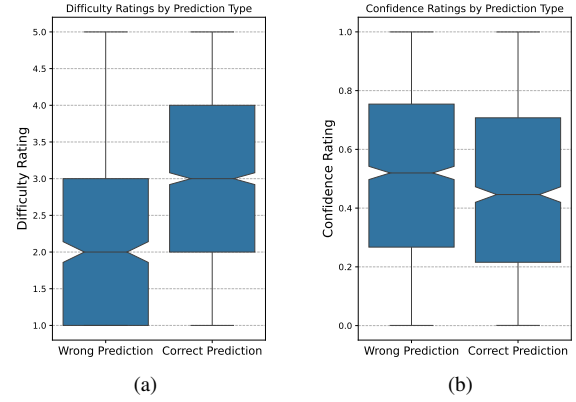 Difficulty Ratings by Prediction Type
5.0
4.5
4.0
3.5
3.0
2.5
2.0
1.5
1.0
Difficulty Rating
Wrong Prediction Correct Prediction
(a)
Confidence Ratings by Prediction Type
1.0
0.8
0.6
0.4
0.2
0.0
Confidence Rating
Wrong Prediction Correct Prediction
(b)